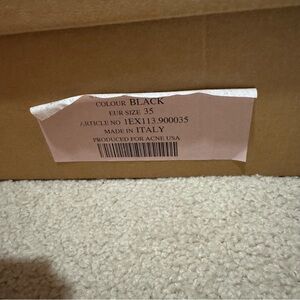 COLOUR BLACK
EUR SIZE 35
ARTICLE NO 1EX113.900035
MADE IN ITALY
PRODUCED FOR ACNE USA